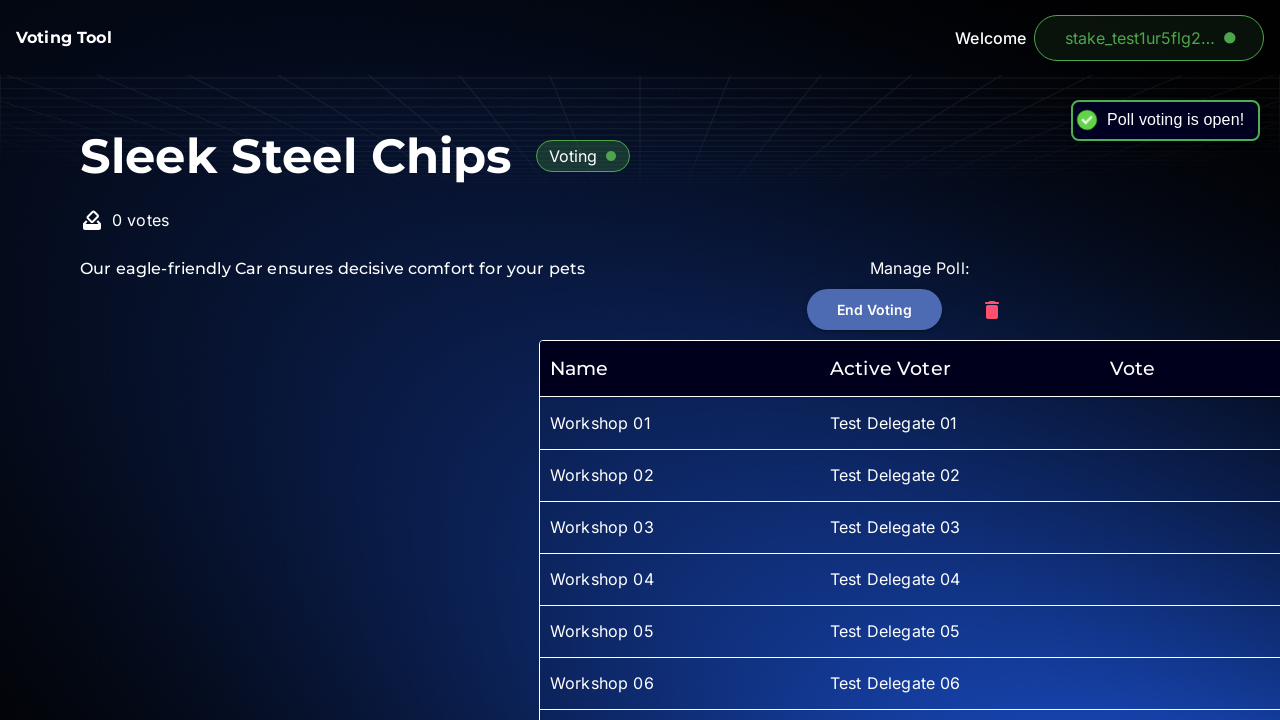 Voting Tool
Welcome
stake_test1ur5flg2...
Poll voting is open!
Sleek Steel Chips
Voting
0 votes
Our eagle-friendly Car ensures decisive comfort for your pets
Manage Poll:
End Voting
Name Active Voter Vote
Workshop 01 Test Delegate 01
Workshop 02 Test Delegate 02
Workshop 03 Test Delegate 03
Workshop 04 Test Delegate 04
Workshop 05 Test Delegate 05
Workshop 06 Test Delegate 06